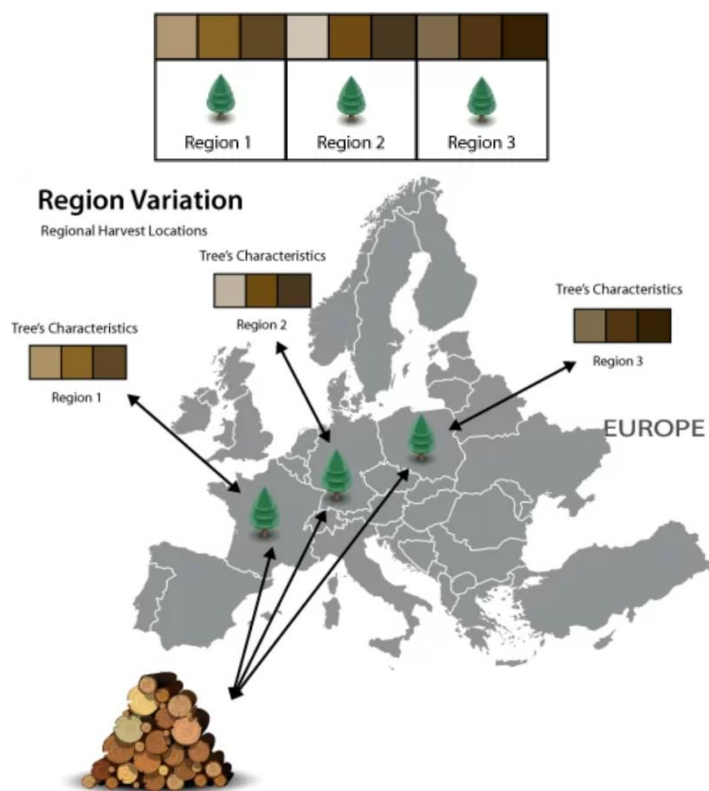 Region 1
Region 2
Region 3
Region Variation
Regional Harvest Locations
Tree's Characteristics
Region 2
Tree's Characteristics
Region 3
Tree's Characteristics
Region 1
EUROPE